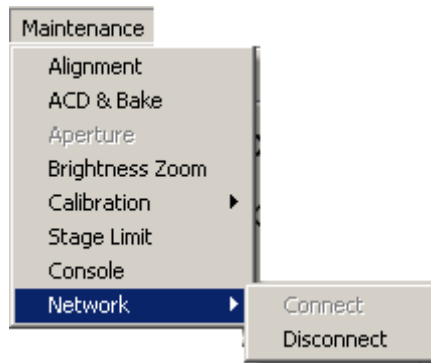 Maintenance
Alignment
ACD & Bake
Aperture
Brightness Zoom
Calibration
Stage Limit
Console
Network
Connect
Disconnect